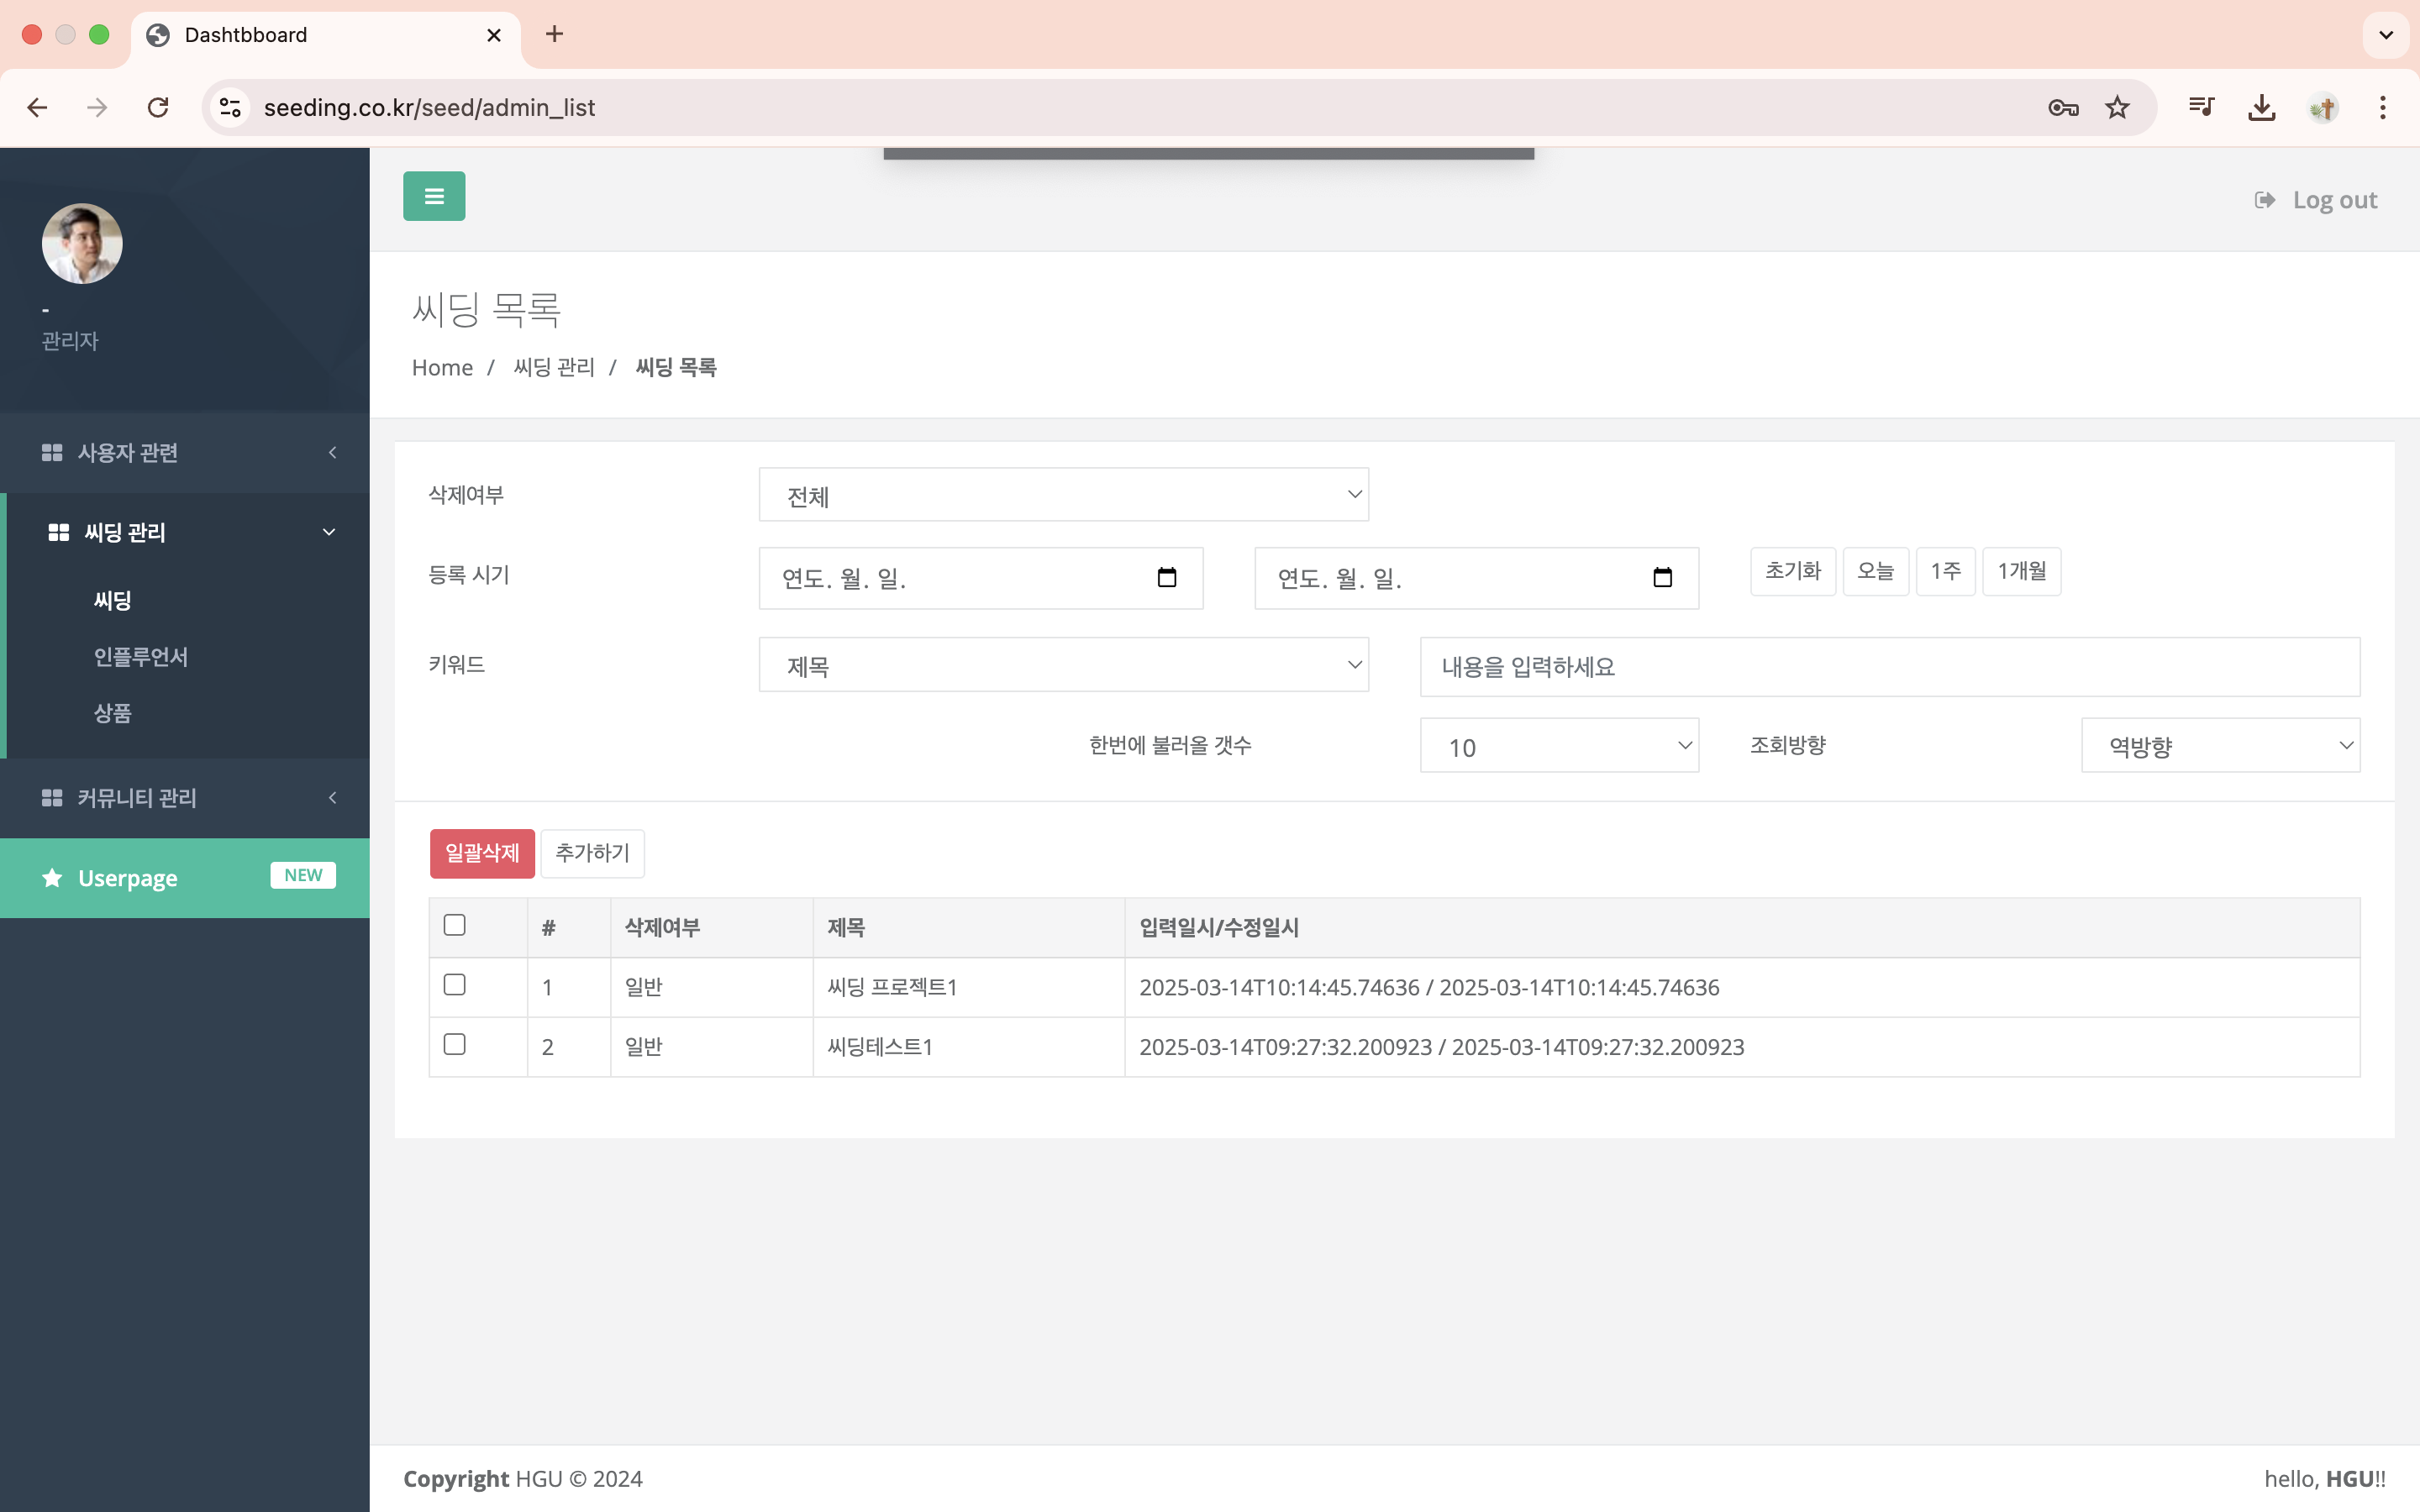 Dashtbboard
seeding.co.kr/seed/admin_list
Log out
-
관리자
사용자 관련
씨딩 관리
씨딩
인플루언서
상품
커뮤니티 관리
Userpage NEW
씨딩 목록
Home / 씨딩 관리 / 씨딩 목록
삭제여부 전체
등록 시기 연도. 월. 일. 연도. 월. 일. 초기화 오늘 1주 1개월
키워드 제목 내용을 입력하세요
한번에 불러올 갯수 10 조회방향 역방향
일괄삭제 추가하기
# 삭제여부 제목 입력일시/수정일시
1 일반 씨딩 프로젝트1 2025-03-14T10:14:45.74636 / 2025-03-14T10:14:45.74636
2 일반 씨딩테스트1 2025-03-14T09:27:32.200923 / 2025-03-14T09:27:32.200923
Copyright HGU © 2024 hello, HGU!!